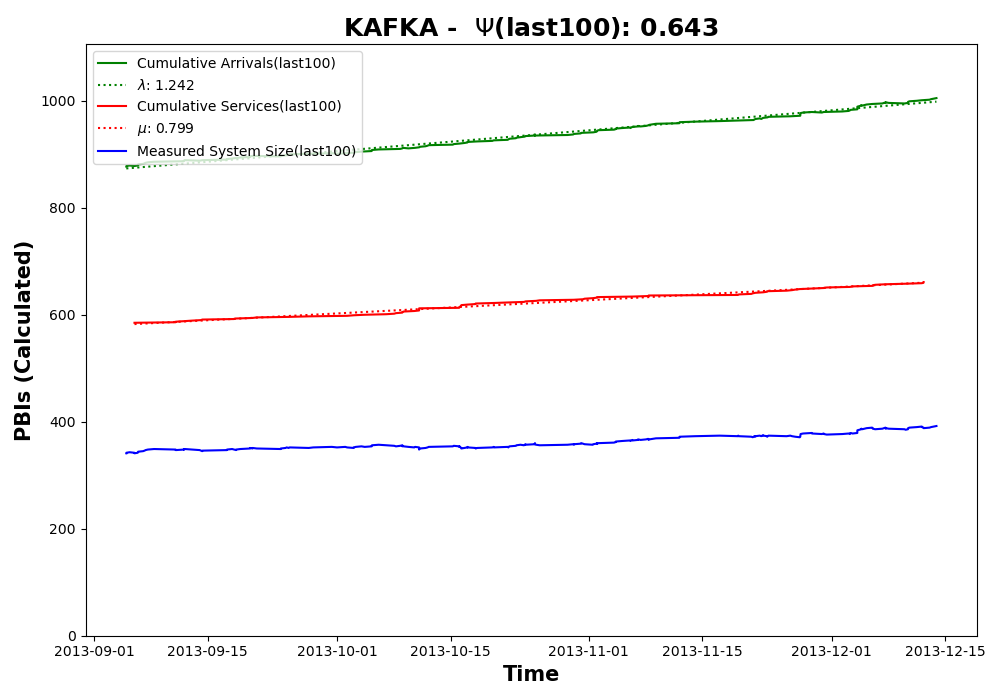 KAFKA - Ψ(last100): 0.643
Cumulative Arrivals(last100)
λ: 1.242
Cumulative Services(last100)
μ: 0.799
Measured System Size(last100)
PBIs (Calculated)
1000
800
600
400
200
0
2013-09-01 2013-09-15 2013-10-01 2013-10-15 2013-11-01 2013-11-15 2013-12-01 2013-12-15
Time